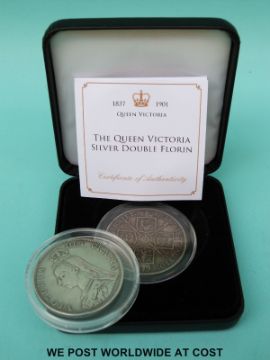 1837 1901
QUEEN VICTORIA
THE QUEEN VICTORIA
SILVER DOUBLE FLORIN
Certificate of Authenticity
WE POST WORLDWIDE AT COST